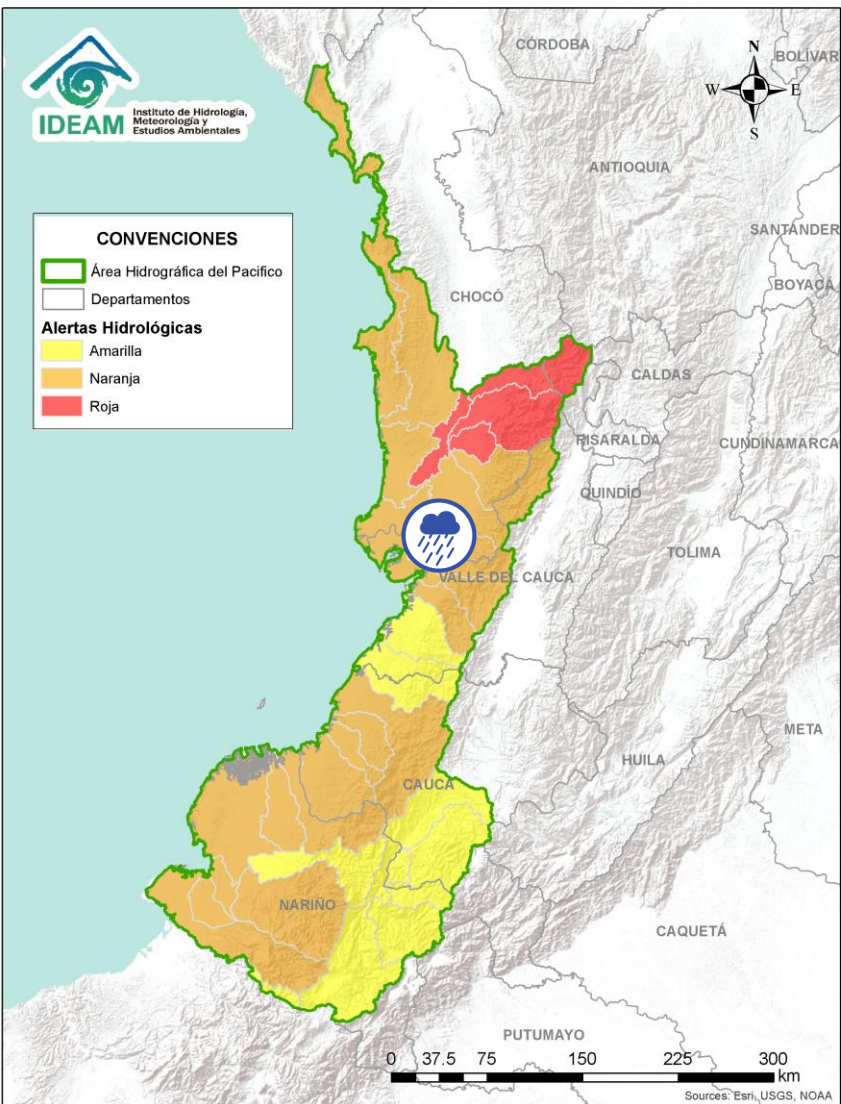 IDEAM
Instituto de Hidrología,
Meteorología y
Estudios Ambientales
CÓRDOBA
BOLÍVAR
N
W
E
S
ANTIOQUIA
SANTANDER
BOYACÁ
CHOCÓ
CONVENCIONES
Área Hidrográfica del Pacifico
Departamentos
Alertas Hidrológicas
Amarilla
Naranja
Roja
CALDAS
RISARALDA
CUNDINAMARCA
QUINDÍO
TOLIMA
VALLE DEL CAUCA
META
HUILA
CAUCA
NARIÑO
CAQUETÁ
PUTUMAYO
0 37.5 75 150 225 300
km
Sources: Esri, USGS, NOAA